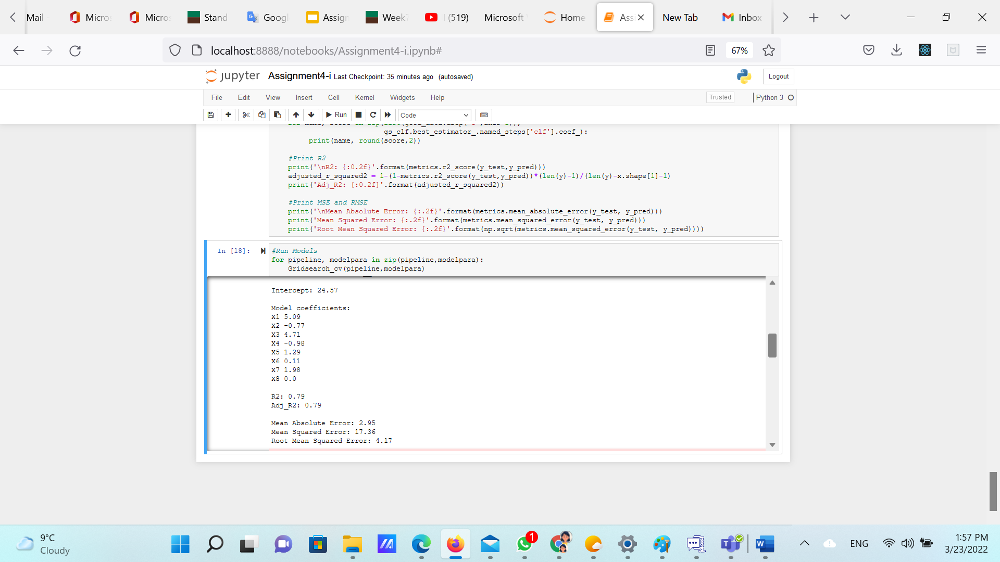 Mail -
Micros
Micros
Stand
Googl
Assign
Week7
(519)
Microsoft
Home
Assi
New Tab
Inbox
localhost:8888/notebooks/Assignment4-i.ipynb#
67%
jupyter Assignment4-i Last Checkpoint: 35 minutes ago (autosaved)
Logout
File Edit View Insert Cell Kernel Widgets Help
Trusted
Python 3
Run
Code
gs_clf.best_estimator_.named_steps['clf'].coef_):
print(name, round(score,2))
#Print R2
print('\nR2: {:0.2f}'.format(metrics.r2_score(y_test,y_pred)))
adjusted_r_squared2 = 1-(1-metrics.r2_score(y_test,y_pred))*(len(y)-1)/(len(y)-x.shape[1]-1)
print('Adj_R2: {:0.2f}'.format(adjusted_r_squared2))
#Print MSE and RMSE
print('\nMean Absolute Error: {:.2f}'.format(metrics.mean_absolute_error(y_test, y_pred)))
print('Mean Squared Error: {:.2f}'.format(metrics.mean_squared_error(y_test, y_pred)))
print('Root Mean Squared Error: {:.2f}'.format(np.sqrt(metrics.mean_squared_error(y_test, y_pred))))
In [18]:
#Run Models
for pipeline, modelpara in zip(pipeline,modelpara):
Gridsearch_cv(pipeline,modelpara)
Intercept: 24.57
Model coefficients:
X1 5.09
X2 -0.77
X3 4.71
X4 -0.98
X5 1.29
X6 0.11
X7 1.98
X8 0.0
R2: 0.79
Adj_R2: 0.79
Mean Absolute Error: 2.95
Mean Squared Error: 17.36
Root Mean Squared Error: 4.17
9°C
Cloudy
1
ENG
1:57 PM
3/23/2022